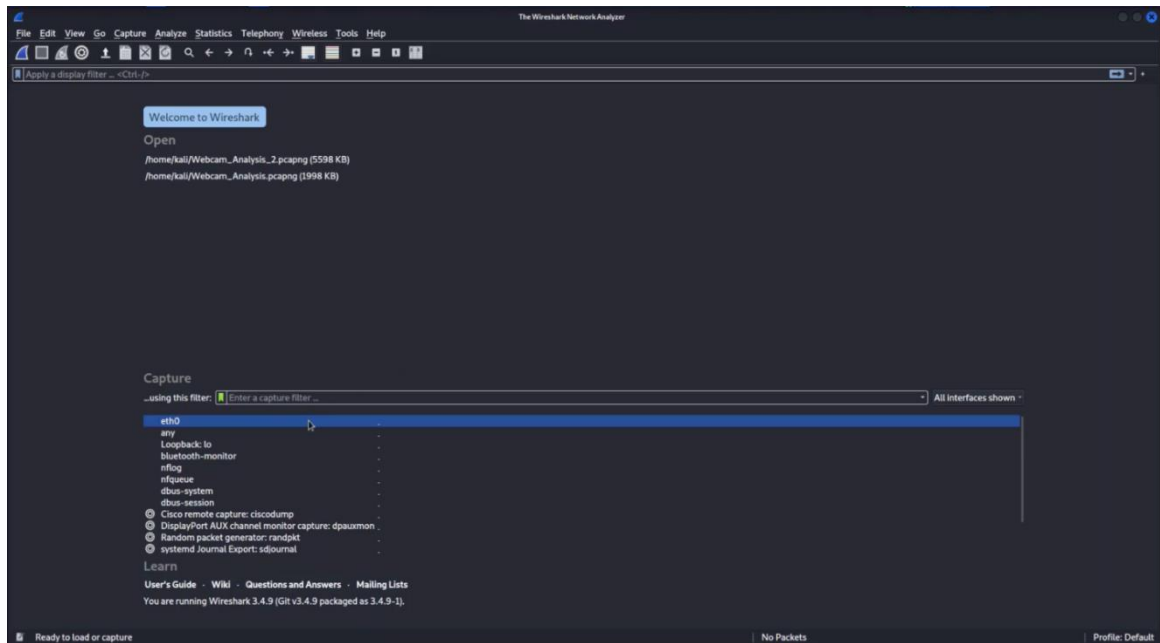 The Wireshark Network Analyzer
File Edit View Go Capture Analyze Statistics Telephony Wireless Tools Help
Apply a display filter ... <Ctrl-/>
Welcome to Wireshark
Open
/home/kali/Webcam_Analysis_2.pcapng (5598 KB)
/home/kali/Webcam_Analysis.pcapng (1998 KB)
Capture
...using this filter: Enter a capture filter ... All interfaces shown
eth0
any
Loopback: lo
bluetooth-monitor
nflog
nfqueue
dbus-system
dbus-session
Cisco remote capture: ciscodump
DisplayPort AUX channel monitor capture: dpauxmon
Random packet generator: randpkt
systemd Journal Export: sdjournal
Learn
User's Guide · Wiki · Questions and Answers · Mailing Lists
You are running Wireshark 3.4.9 (Git v3.4.9 packaged as 3.4.9-1).
Ready to load or capture No Packets Profile: Default